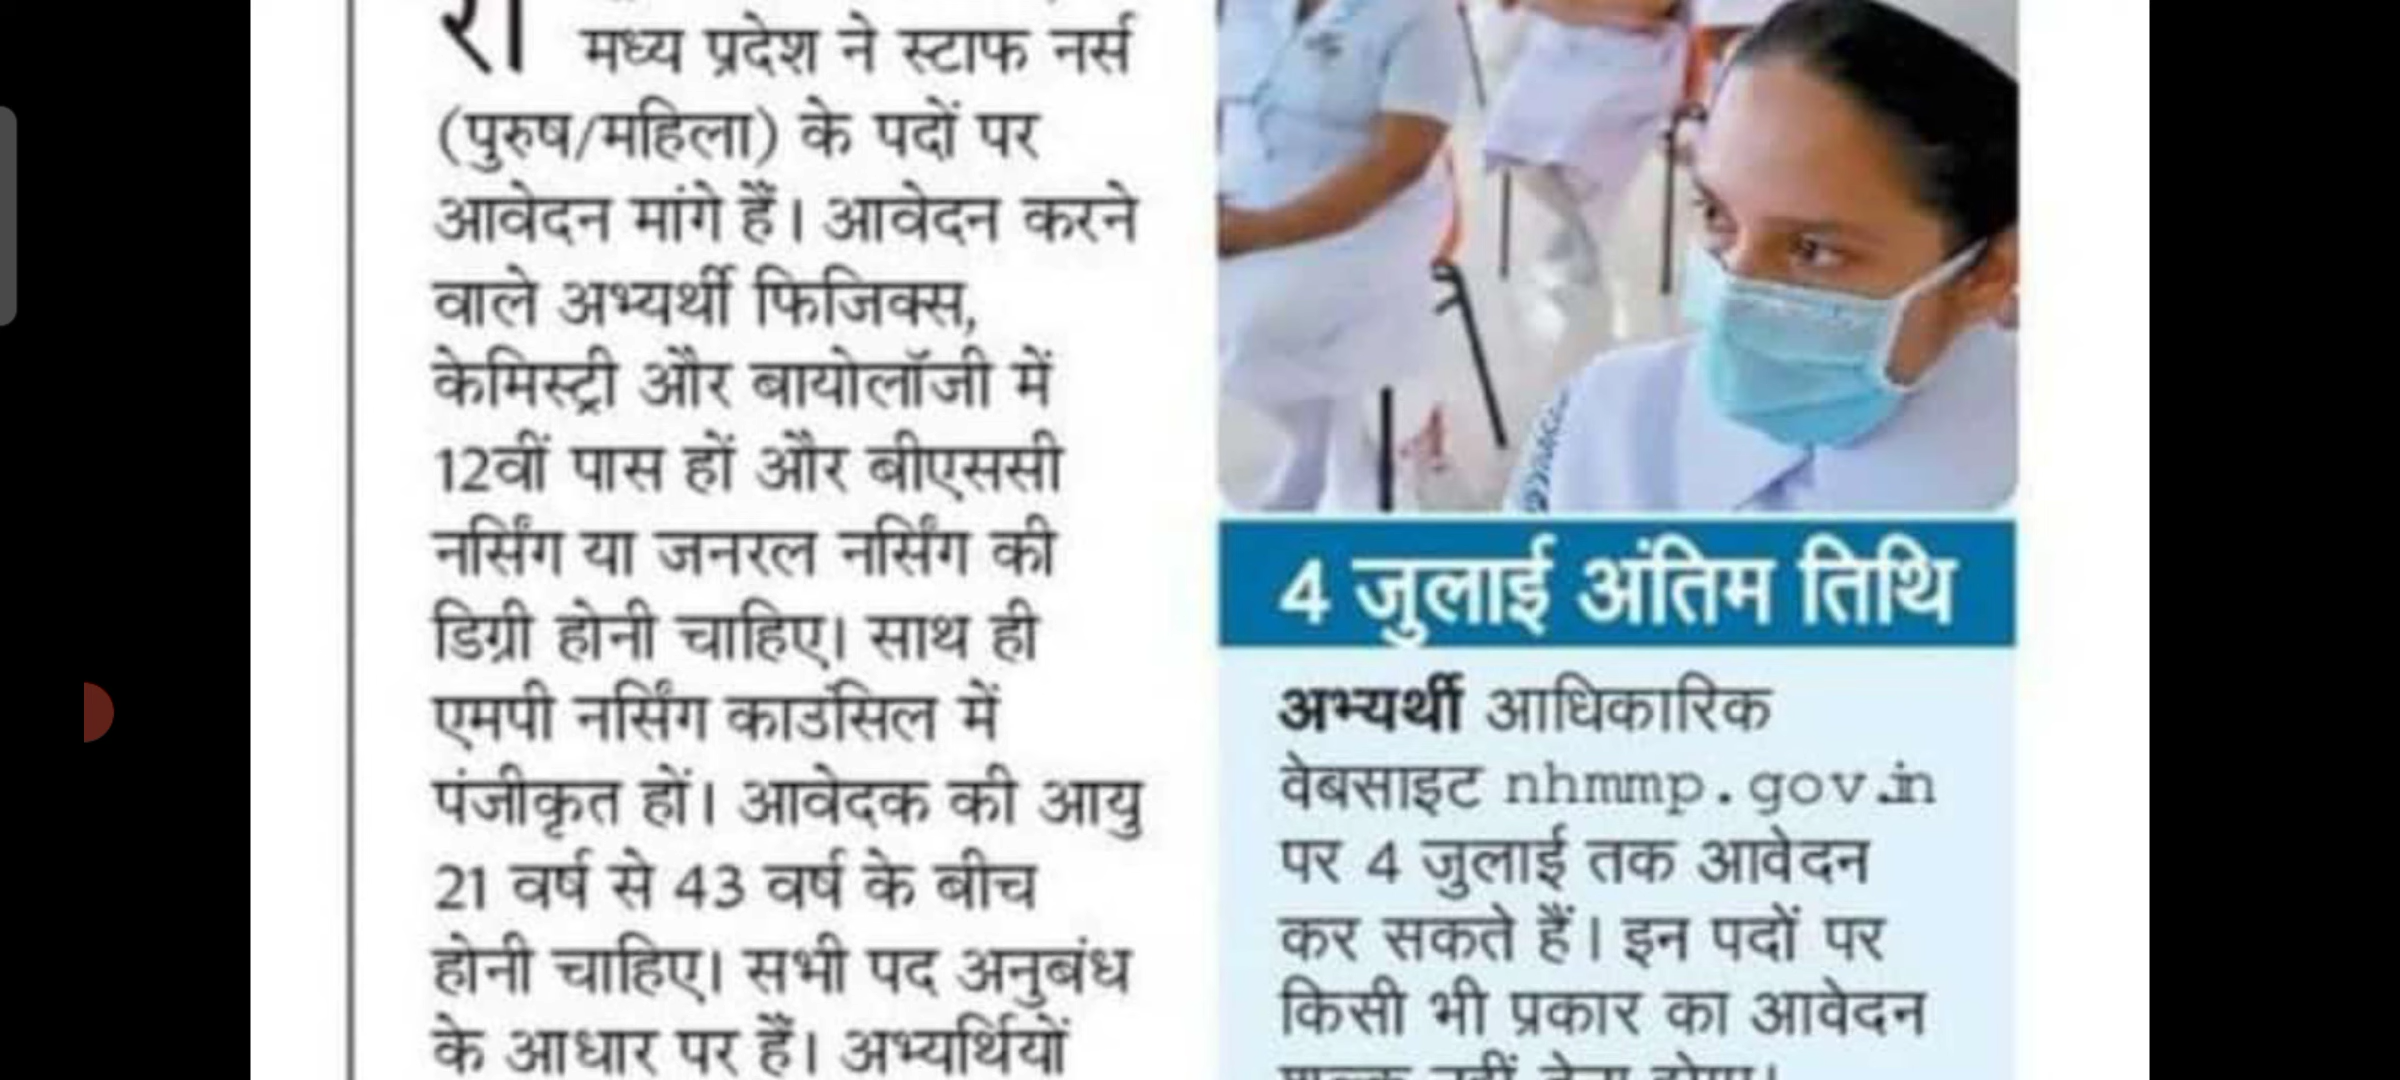 रा
मध्य प्रदेश ने स्टाफ नर्स
(पुरुष/महिला) के पदों पर
आवेदन मांगे हैं। आवेदन करने
वाले अभ्यर्थी फिजिक्स,
केमिस्ट्री और बायोलॉजी में
12वीं पास हों और बीएससी
नर्सिंग या जनरल नर्सिंग की
डिग्री होनी चाहिए। साथ ही
एमपी नर्सिंग काउंसिल में
पंजीकृत हों। आवेदक की आयु
21 वर्ष से 43 वर्ष के बीच
होनी चाहिए। सभी पद अनुबंध
के आधार पर हैं। अभ्यर्थियों
4 जुलाई अंतिम तिथि
अभ्यर्थी आधिकारिक
वेबसाइट nhmmp.gov.in
पर 4 जुलाई तक आवेदन
कर सकते हैं। इन पदों पर
किसी भी प्रकार का आवेदन
शुल्क नहीं देना होगा।